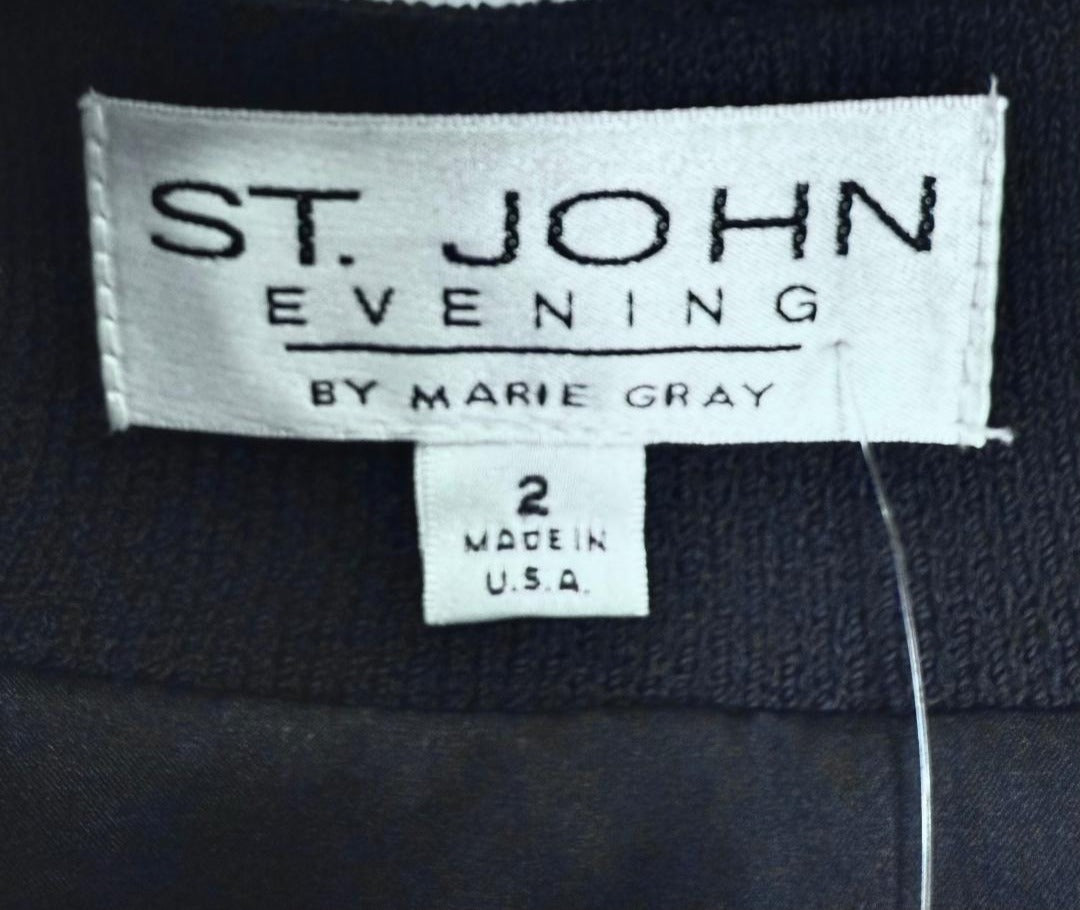 ST. JOHN
EVENING
BY MARIE GRAY
2
MADE IN
U.S.A.